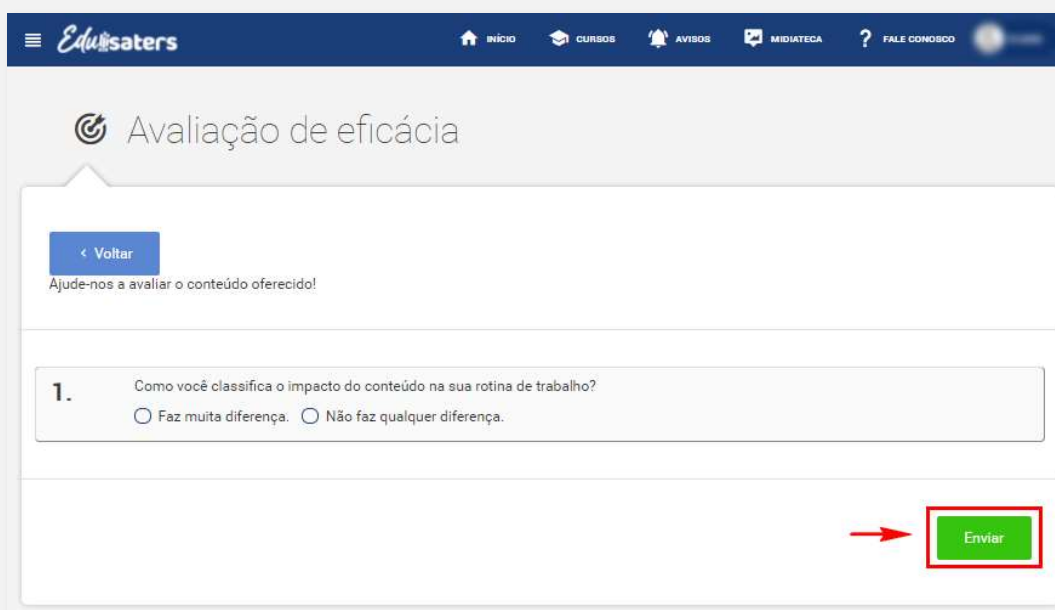 Edusaters
INÍCIO CURSOS AVISOS MIDIATECA ? FALE CONOSCO
Avaliação de eficácia
< Voltar
Ajude-nos a avaliar o conteúdo oferecido!
1. Como você classifica o impacto do conteúdo na sua rotina de trabalho?
Faz muita diferença. Não faz qualquer diferença.
Enviar